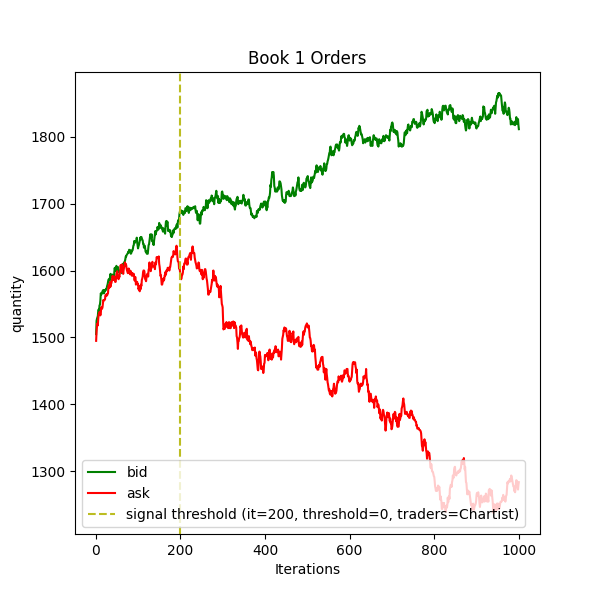 Book 1 Orders
quantity
1800
1700
1600
1500
1400
1300
bid
ask
signal threshold (it=200, threshold=0, traders=Chartist)
0 200 400 600 800 1000
Iterations